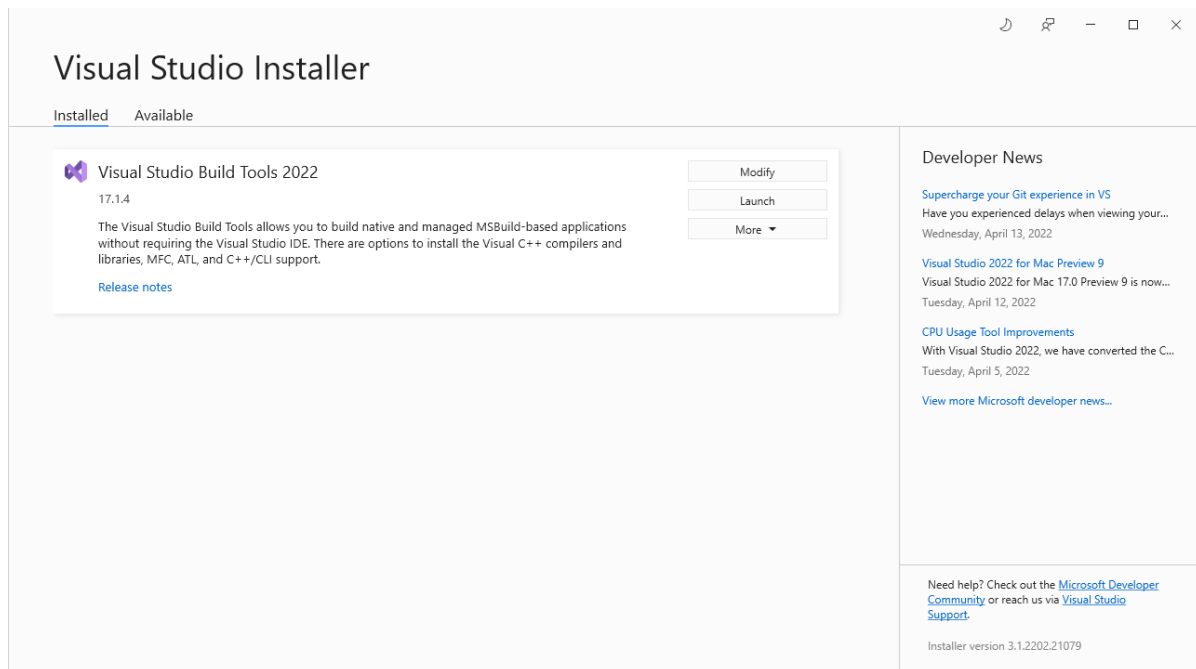 Visual Studio Installer
Installed
Available
Visual Studio Build Tools 2022
17.1.4
The Visual Studio Build Tools allows you to build native and managed MSBuild-based applications
without requiring the Visual Studio IDE. There are options to install the Visual C++ compilers and
libraries, MFC, ATL, and C++/CLI support.
Release notes
Modify
Launch
More
Developer News
Supercharge your Git experience in VS
Have you experienced delays when viewing your...
Wednesday, April 13, 2022
Visual Studio 2022 for Mac Preview 9
Visual Studio 2022 for Mac 17.0 Preview 9 is now...
Tuesday, April 12, 2022
CPU Usage Tool Improvements
With Visual Studio 2022, we have converted the C...
Tuesday, April 5, 2022
View more Microsoft developer news...
Need help? Check out the Microsoft Developer
Community or reach us via Visual Studio
Support.
Installer version 3.1.2202.21079